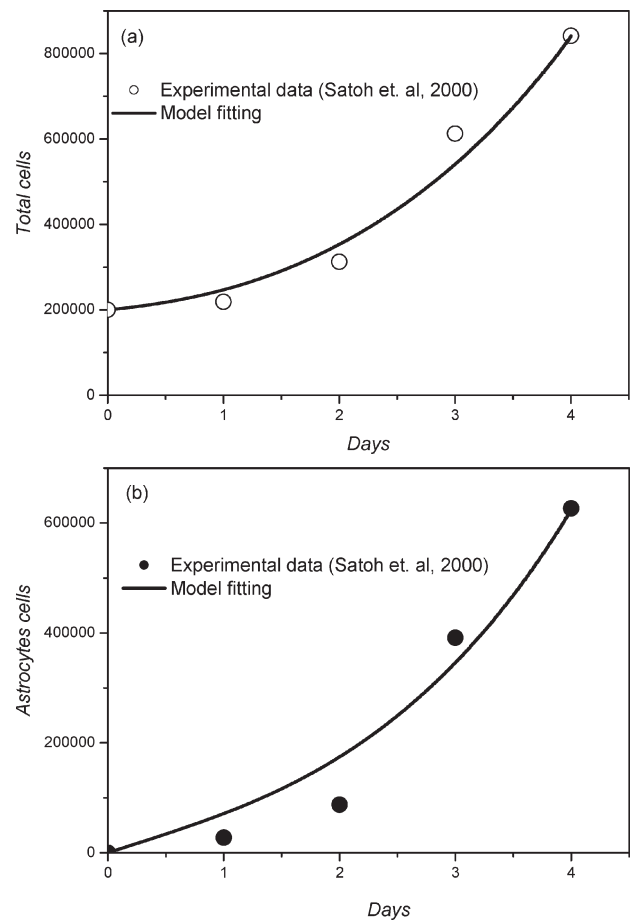 (a)
800000
Experimental data (Satoh et. al, 2000)
Model fitting
600000
Total cells
400000
200000
0
0 1 2 3 4
Days
(b)
600000
Experimental data (Satoh et. al, 2000)
Model fitting
Astrocytes cells
400000
200000
0
0 1 2 3 4
Days